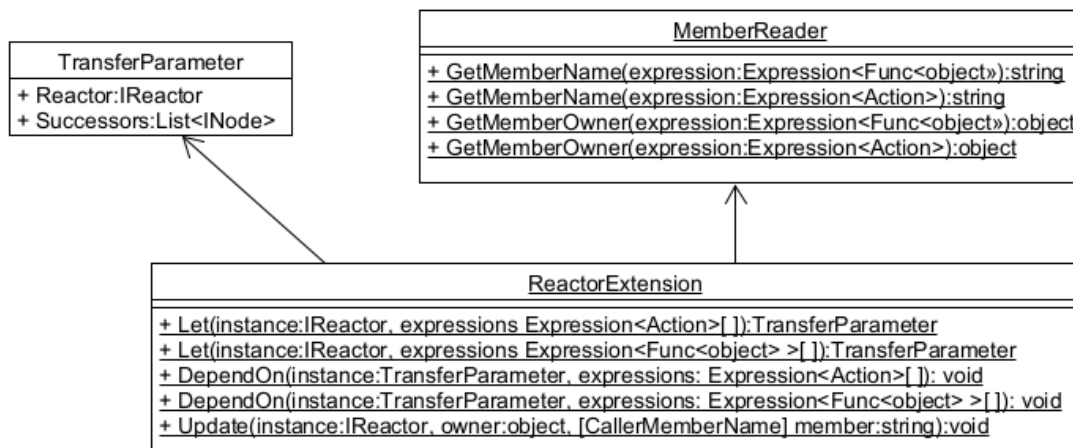 TransferParameter
+ Reactor:IReactor
+ Successors:List<INode>
MemberReader
+ GetMemberName(expression:Expression<Func<object»):string
+ GetMemberName(expression:Expression<Action>):string
+ GetMemberOwner(expression:Expression<Func<object»):object
+ GetMemberOwner(expression:Expression<Action>):object
ReactorExtension
+ Let(instance:IReactor, expressions Expression<Action>[ ]):TransferParameter
+ Let(instance:IReactor, expressions Expression<Func<object> >[ ]):TransferParameter
+ DependOn(instance:TransferParameter, expressions: Expression<Action>[ ]): void
+ DependOn(instance:TransferParameter, expressions: Expression<Func<object> >[ ]): void
+ Update(instance:IReactor, owner:object, [CallerMemberName] member:string):void